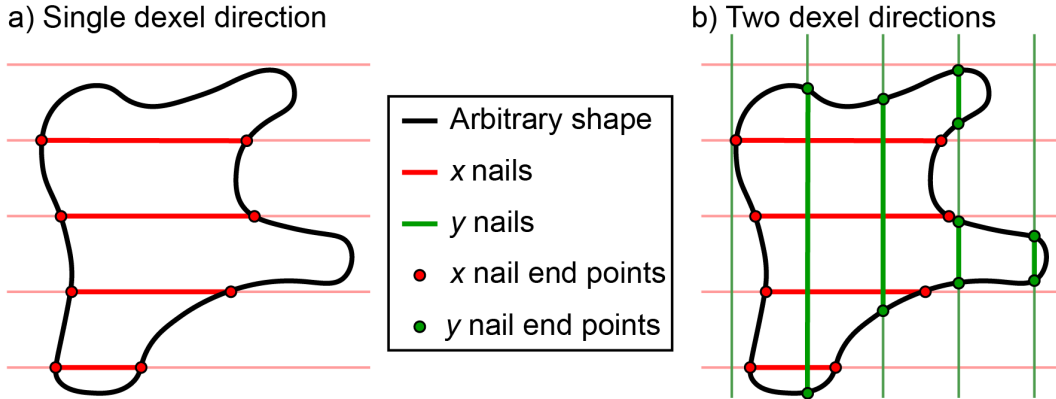 a) Single dexel direction
b) Two dexel directions
Arbitrary shape
x nails
y nails
x nail end points
y nail end points